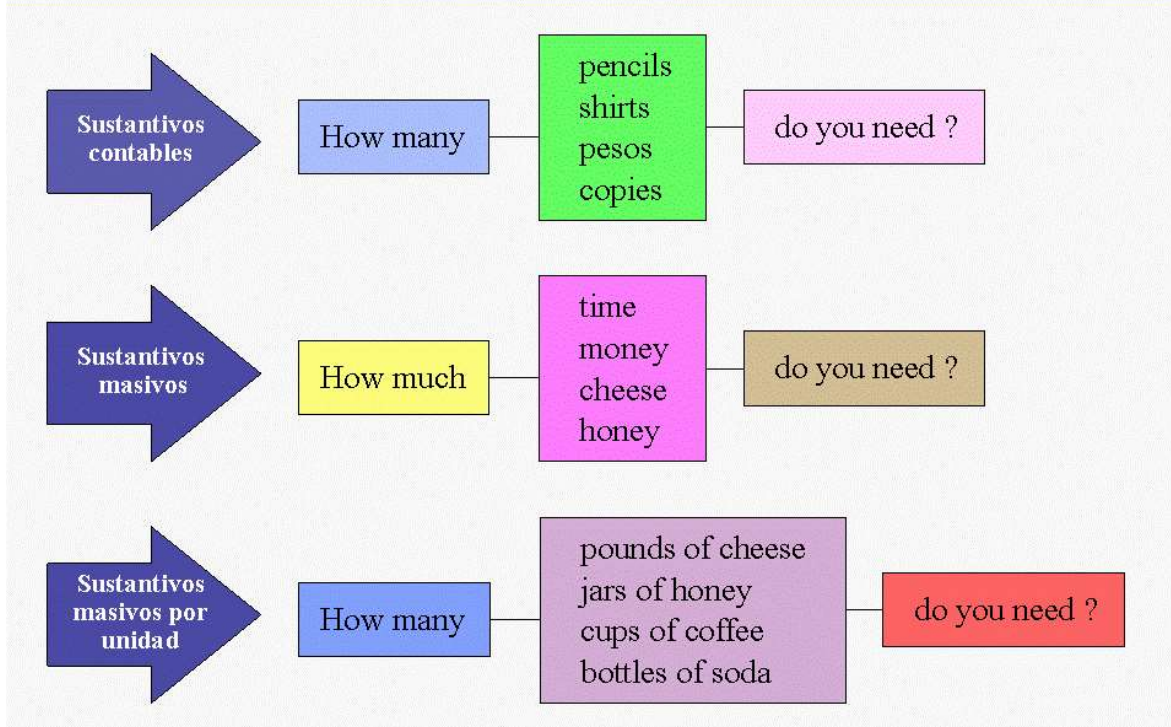 Sustantivos
contables
How many
pencils
shirts
pesos
copies
do you need ?
Sustantivos
masivos
How much
time
money
cheese
honey
do you need ?
Sustantivos
masivos por
unidad
How many
pounds of cheese
jars of honey
cups of coffee
bottles of soda
do you need ?